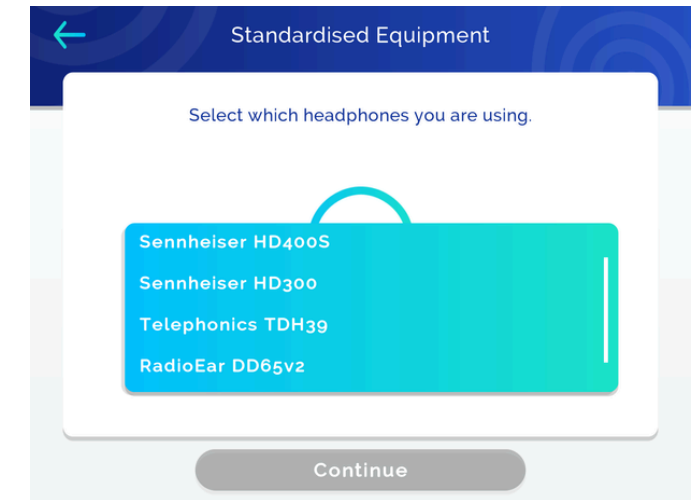 Standardised Equipment
Select which headphones you are using.
Sennheiser HD400S
Sennheiser HD300
Telephonics TDH39
RadioEar DD65v2
Continue